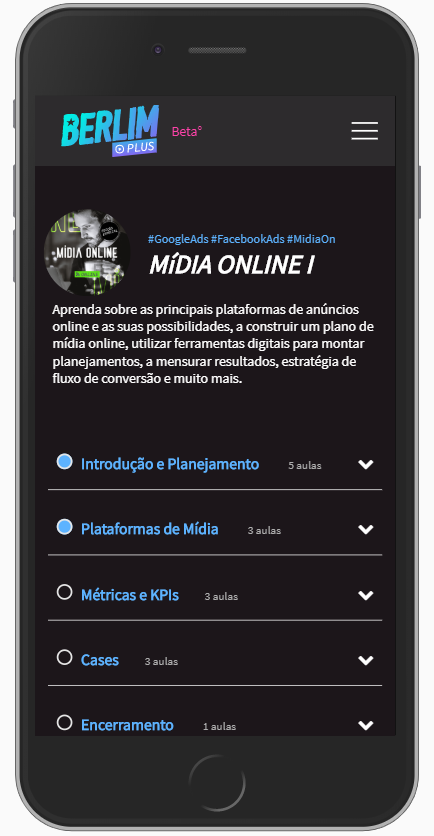 BERLIM
PLUS
Beta°
MÍDIA ONLINE
#GoogleAds #FacebookAds #MidiaOn
MÍDIA ONLINE I
Aprenda sobre as principais plataformas de anúncios
online e as suas possibilidades, a construir um plano de
mídia online, utilizar ferramentas digitais para montar
planejamentos, a mensurar resultados, estratégia de
fluxo de conversão e muito mais.
Introdução e Planejamento 5 aulas
Plataformas de Mídia 3 aulas
Métricas e KPIs 3 aulas
Cases 3 aulas
Encerramento 1 aulas